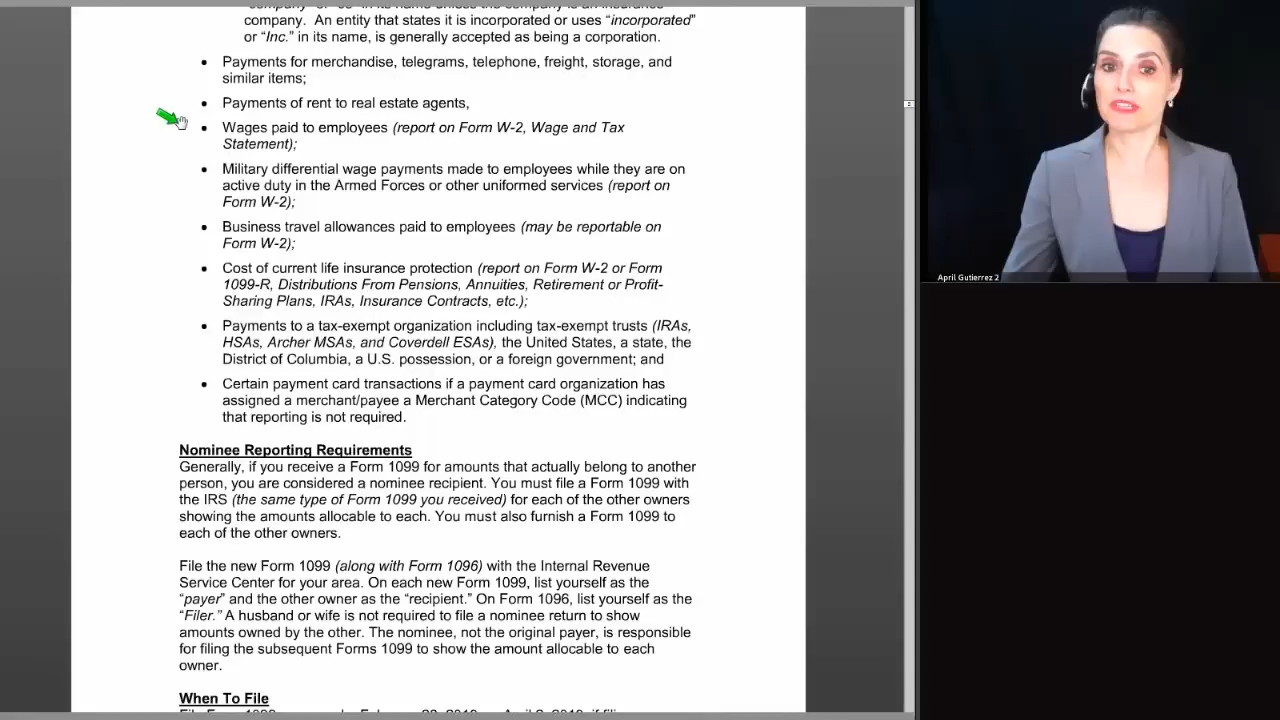 company. An entity that states it is incorporated or uses "incorporated"
or "Inc." in its name, is generally accepted as being a corporation.
• Payments for merchandise, telegrams, telephone, freight, storage, and
similar items;
• Payments of rent to real estate agents,
• Wages paid to employees (report on Form W-2, Wage and Tax
Statement);
• Military differential wage payments made to employees while they are on
active duty in the Armed Forces or other uniformed services (report on
Form W-2);
• Business travel allowances paid to employees (may be reportable on
Form W-2);
• Cost of current life insurance protection (report on Form W-2 or Form
1099-R, Distributions From Pensions, Annuities, Retirement or Profit-
Sharing Plans, IRAs, Insurance Contracts, etc.);
• Payments to a tax-exempt organization including tax-exempt trusts (IRAs,
HSAs, Archer MSAs, and Coverdell ESAs), the United States, a state, the
District of Columbia, a U.S. possession, or a foreign government; and
• Certain payment card transactions if a payment card organization has
assigned a merchant/payee a Merchant Category Code (MCC) indicating
that reporting is not required.
Nominee Reporting Requirements
Generally, if you receive a Form 1099 for amounts that actually belong to another
person, you are considered a nominee recipient. You must file a Form 1099 with
the IRS (the same type of Form 1099 you received) for each of the other owners
showing the amounts allocable to each. You must also furnish a Form 1099 to
each of the other owners.
File the new Form 1099 (along with Form 1096) with the Internal Revenue
Service Center for your area. On each new Form 1099, list yourself as the
"payer" and the other owner as the "recipient." On Form 1096, list yourself as the
"Filer." A husband or wife is not required to file a nominee return to show
amounts owned by the other. The nominee, not the original payer, is responsible
for filing the subsequent Forms 1099 to show the amount allocable to each
owner.
When To File
April Gutierrez 2